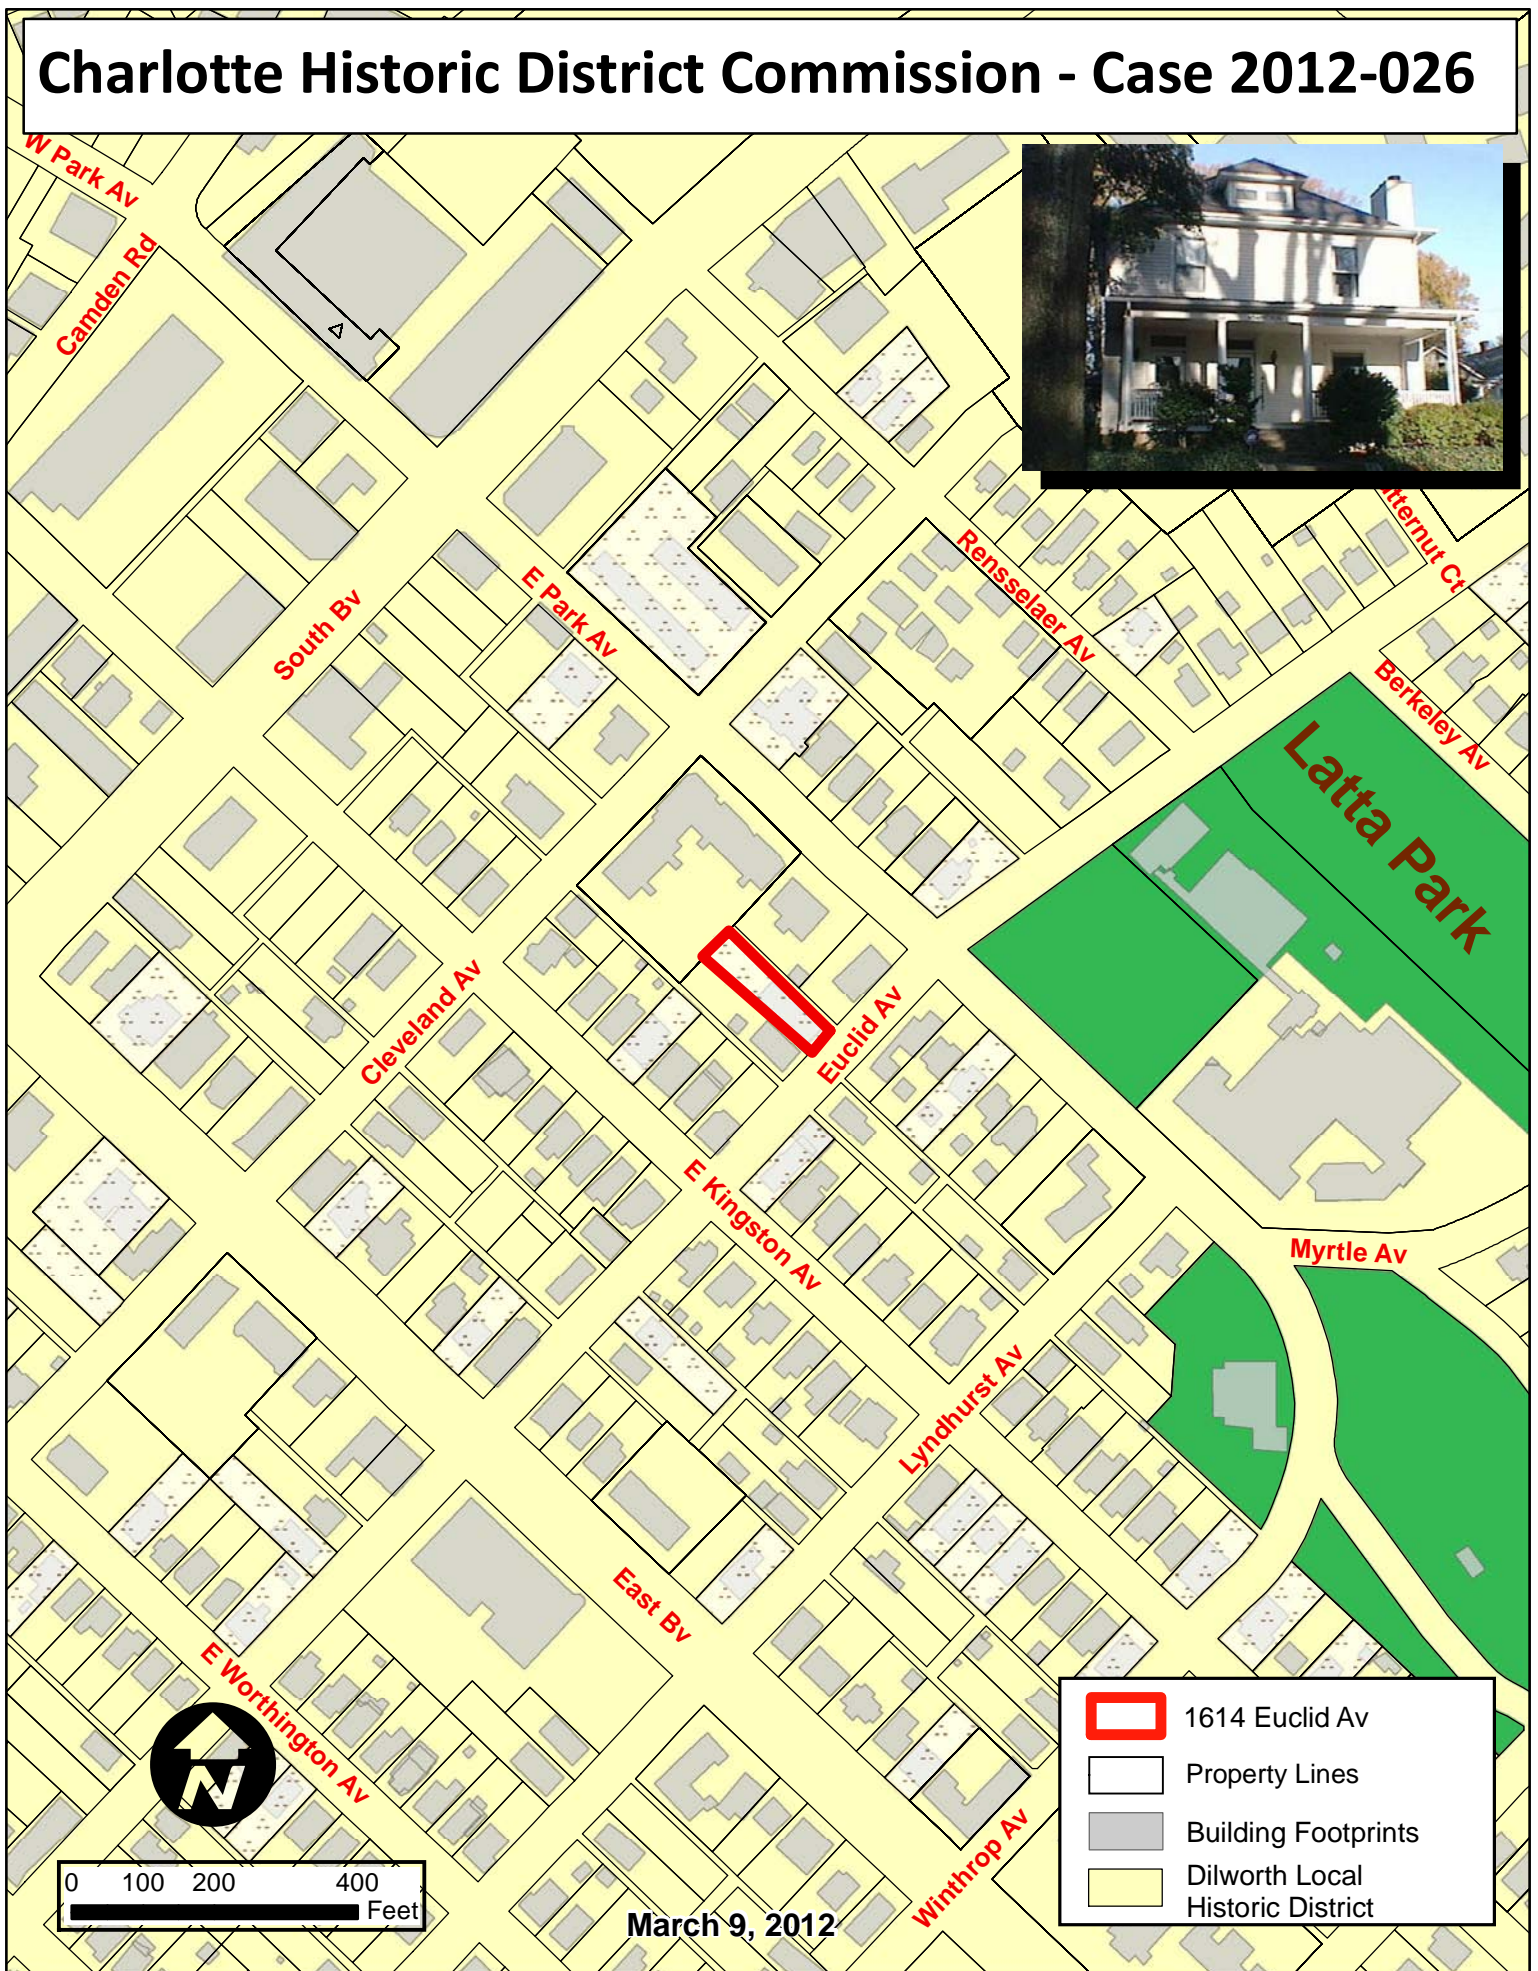 Charlotte Historic District Commission - Case 2012-026
W Park Av
Camden Rd
South Bv
E Park Av
Rensselaer Av
Berkeley Av
Latta Park
Cleveland Av
Euclid Av
E Kingston Av
Myrtle Av
Lyndhurst Av
East Bv
E Worthington Av
Winthrop Av
N
0 100 200 400
Feet
March 9, 2012
1614 Euclid Av
Property Lines
Building Footprints
Dilworth Local
Historic District